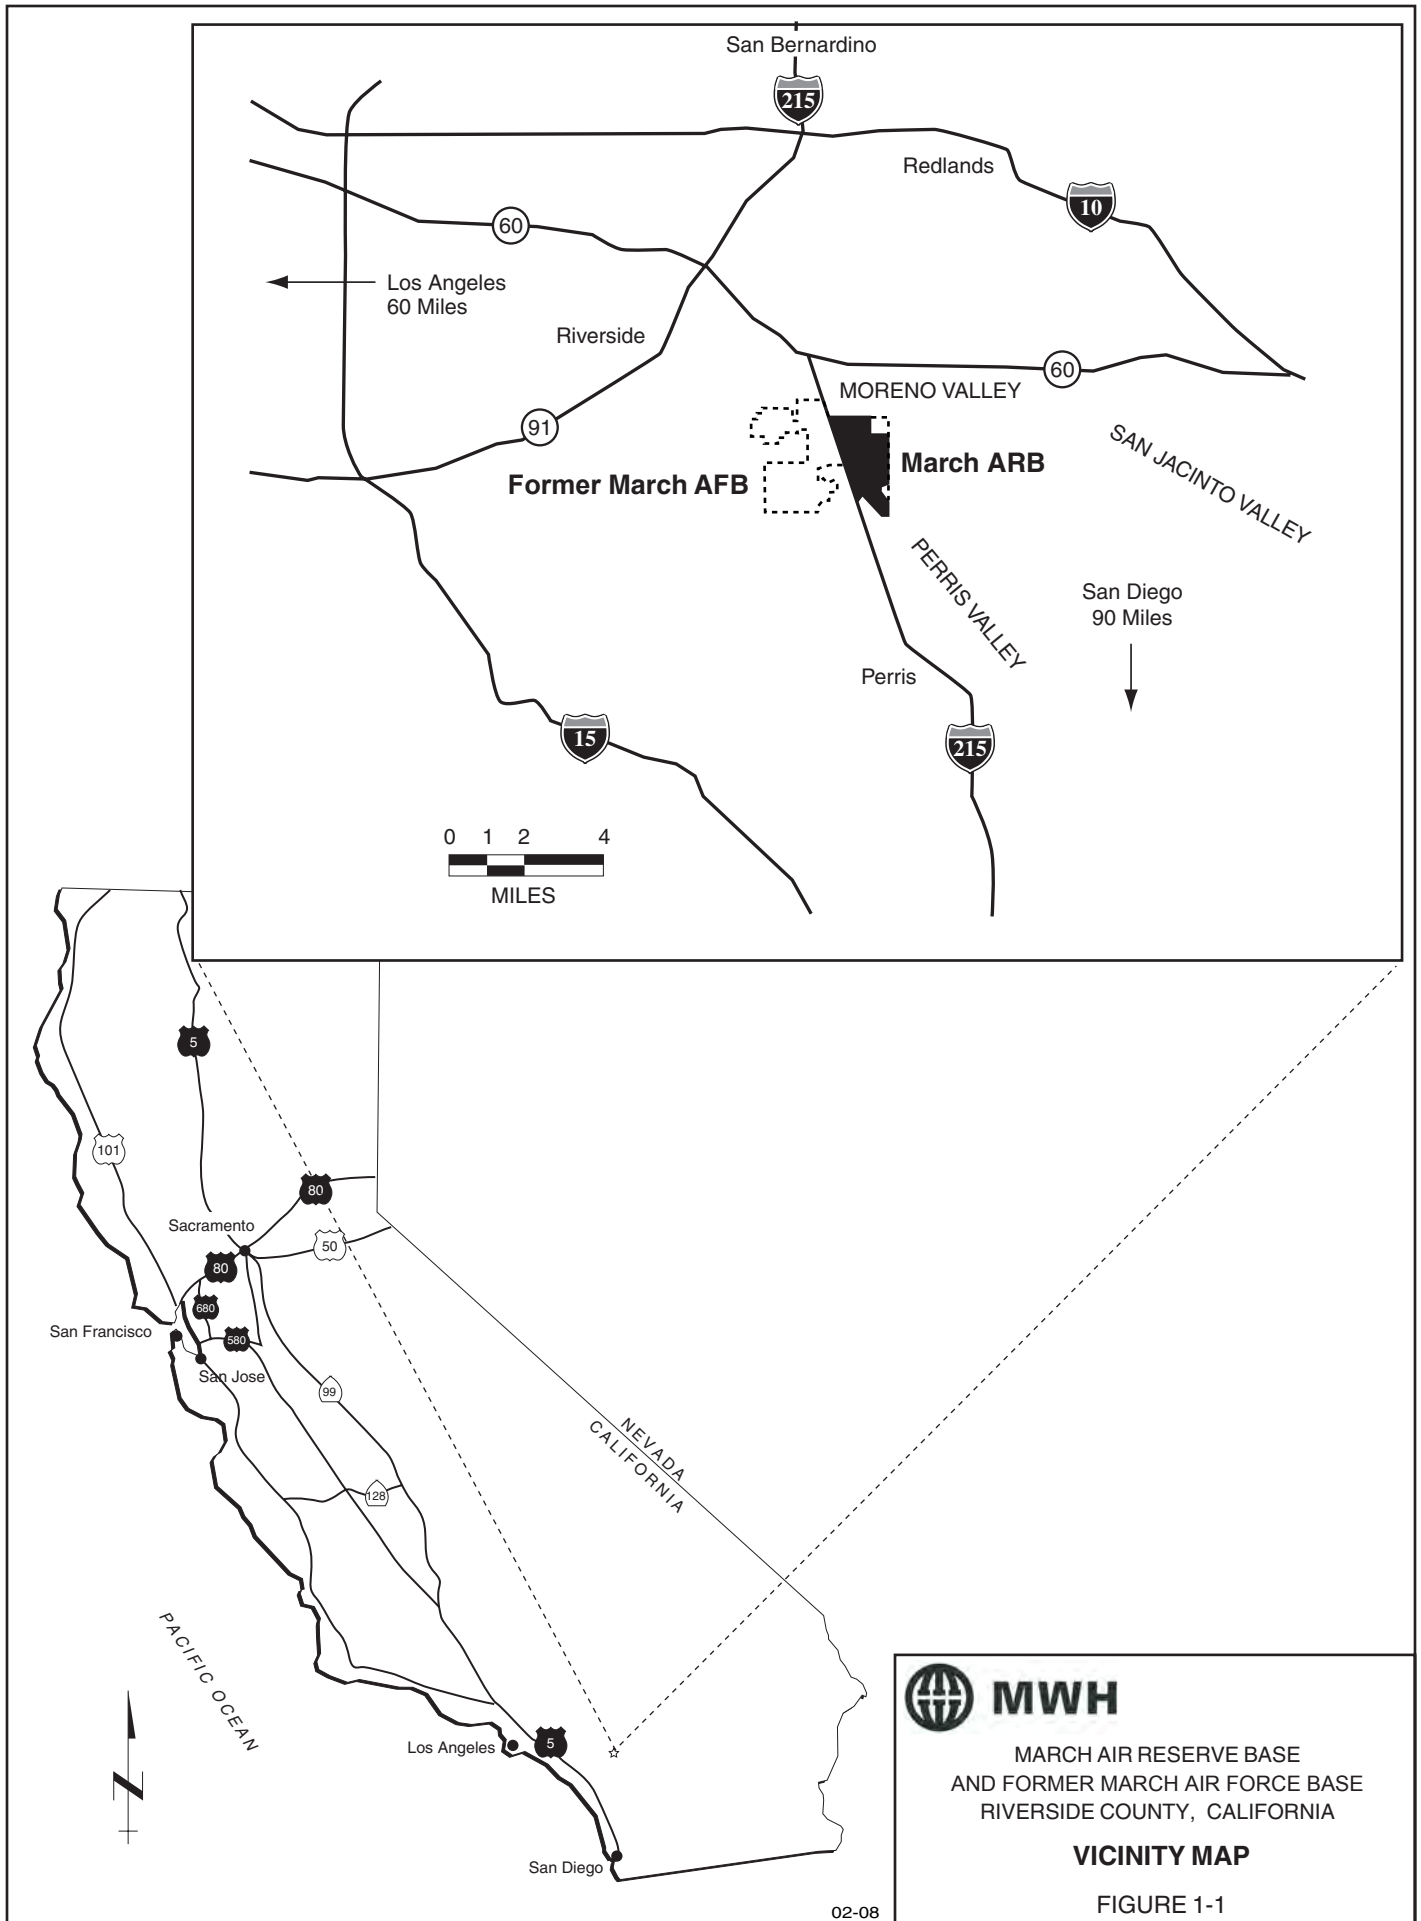 San Bernardino
215
Redlands
10
60
Los Angeles
60 Miles
Riverside
60
MORENO VALLEY
91
March ARB
SAN JACINTO VALLEY
Former March AFB
PERRIS VALLEY
San Diego
90 Miles
Perris
15
215
0 1 2 4
MILES
5
101
80
Sacramento
50
80
680
San Francisco
580
San Jose
99
NEVADA
CALIFORNIA
128
PACIFIC OCEAN
N
Los Angeles
5
San Diego
MWH
MARCH AIR RESERVE BASE
AND FORMER MARCH AIR FORCE BASE
RIVERSIDE COUNTY, CALIFORNIA
VICINITY MAP
FIGURE 1-1
02-08